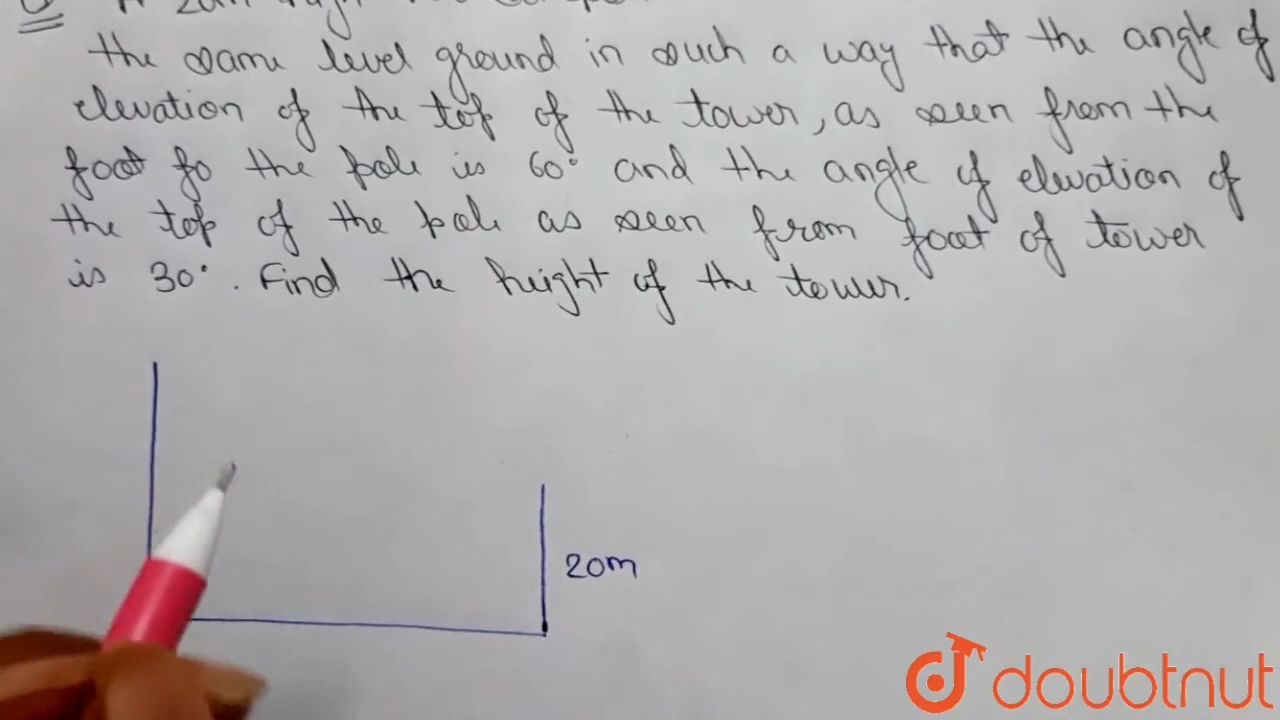 the same level ground in such a way that the angle of
elevation of the top of the tower, as seen from the
foot fo the pole is 60° and the angle of elevation of
the top of the pole as seen from foot of tower
is 30°. Find the height of the tower.
20m
doubtnut